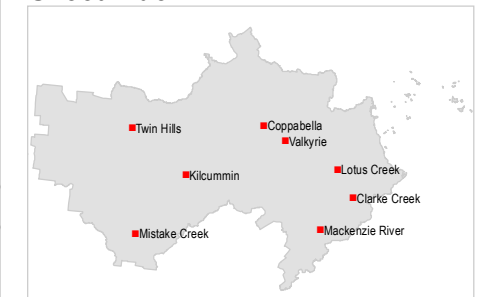 Coppabella
Twin Hills
Valkyrie
Lotus Creek
Kilcummin
Clarke Creek
Mackenzie River
Mistake Creek